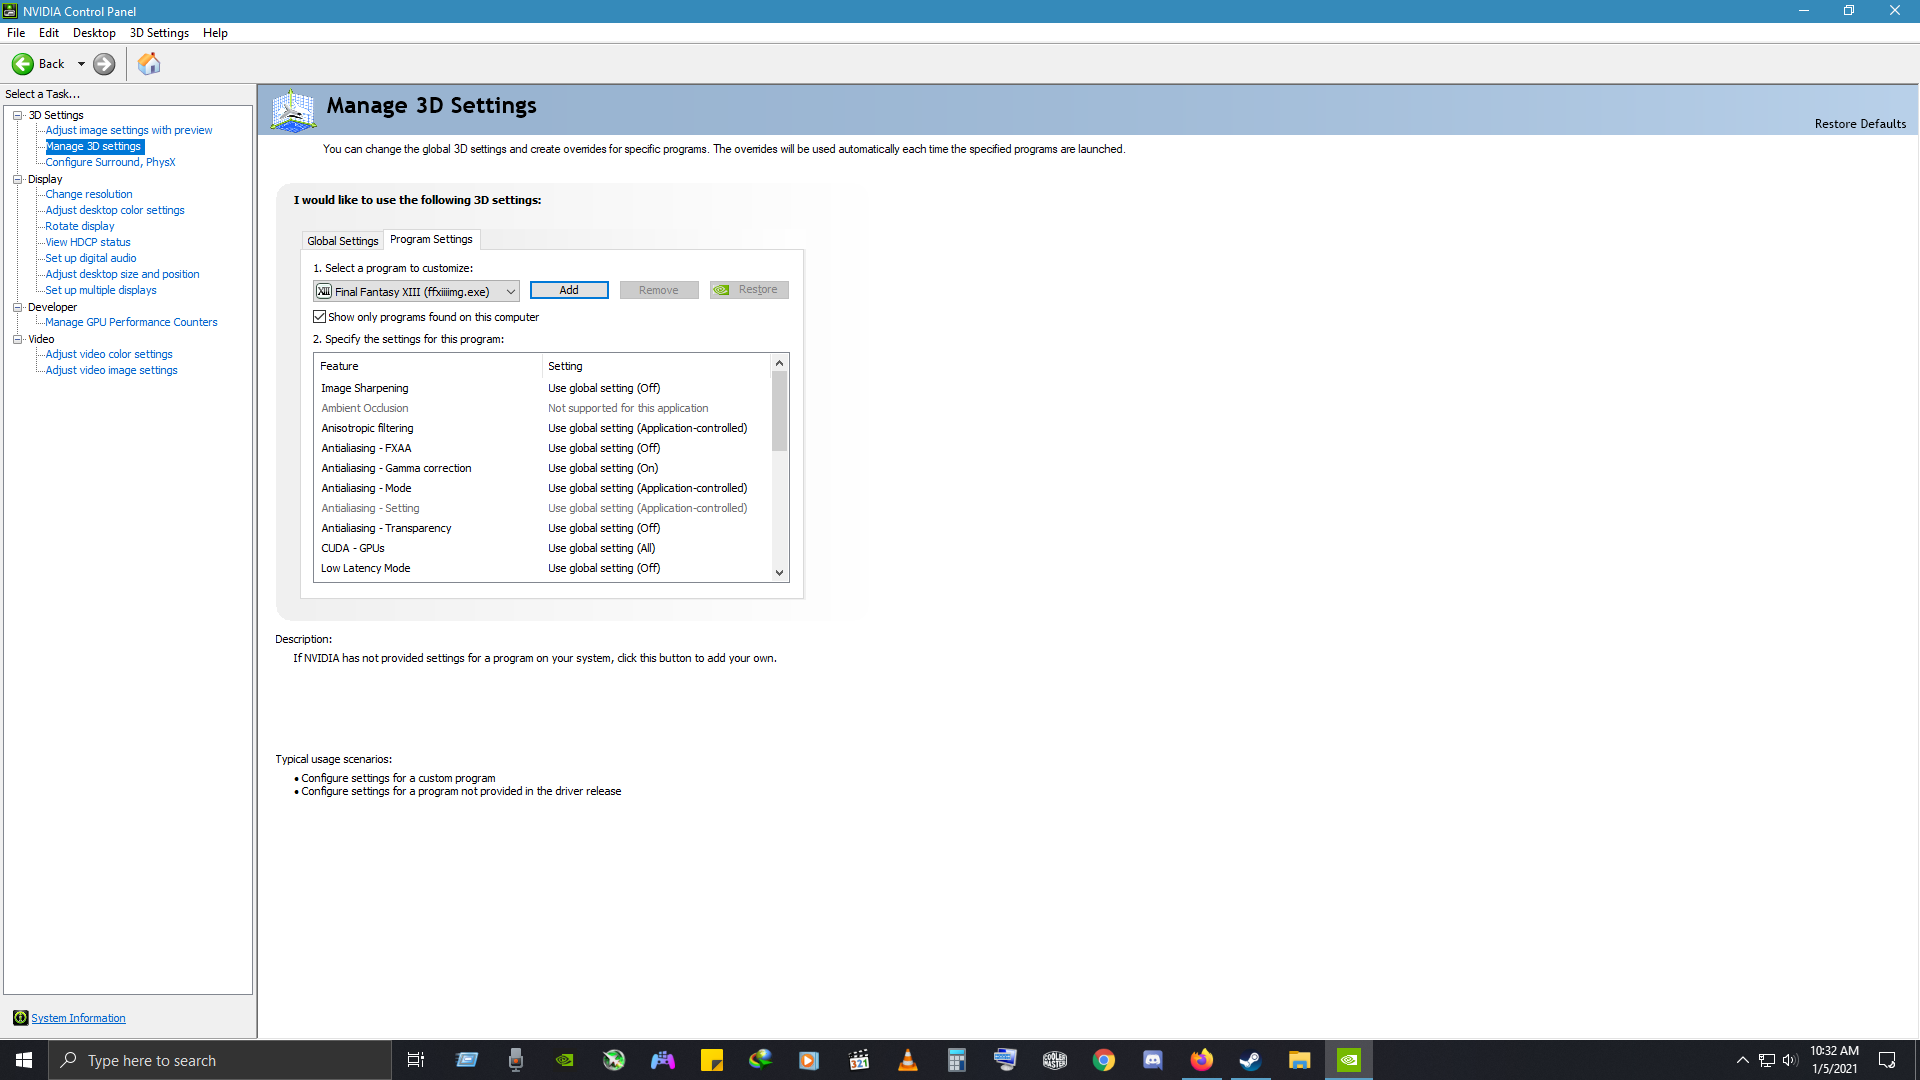 NVIDIA Control Panel
File Edit Desktop 3D Settings Help
Back
Select a Task...
3D Settings
Adjust image settings with preview
Manage 3D settings
Configure Surround, PhysX
Display
Change resolution
Adjust desktop color settings
Rotate display
View HDCP status
Set up digital audio
Adjust desktop size and position
Set up multiple displays
Developer
Manage GPU Performance Counters
Video
Adjust video color settings
Adjust video image settings
System Information
Manage 3D Settings
Restore Defaults
You can change the global 3D settings and create overrides for specific programs. The overrides will be used automatically each time the specified programs are launched.
I would like to use the following 3D settings:
Global Settings Program Settings
1. Select a program to customize:
XIII Final Fantasy XIII (ffxiiiimg.exe) Add Remove Restore
Show only programs found on this computer
2. Specify the settings for this program:
Feature Setting
Image Sharpening Use global setting (Off)
Ambient Occlusion Not supported for this application
Anisotropic filtering Use global setting (Application-controlled)
Antialiasing - FXAA Use global setting (Off)
Antialiasing - Gamma correction Use global setting (On)
Antialiasing - Mode Use global setting (Application-controlled)
Antialiasing - Setting Use global setting (Application-controlled)
Antialiasing - Transparency Use global setting (Off)
CUDA - GPUs Use global setting (All)
Low Latency Mode Use global setting (Off)
Description:
If NVIDIA has not provided settings for a program on your system, click this button to add your own.
Typical usage scenarios:
• Configure settings for a custom program
• Configure settings for a program not provided in the driver release
Type here to search
321
COOLER MASTER
10:32 AM
1/5/2021